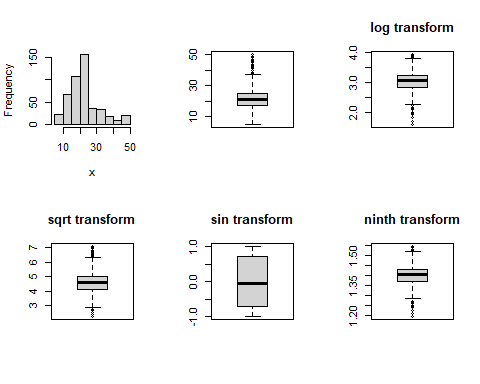 log transform
Frequency
0 50 150
10 30 50
x
10 30 50
2.0 3.0 4.0
sqrt transform
sin transform
ninth transform
3 4 5 6 7
-1.0 0.0 1.0
1.20 1.35 1.50